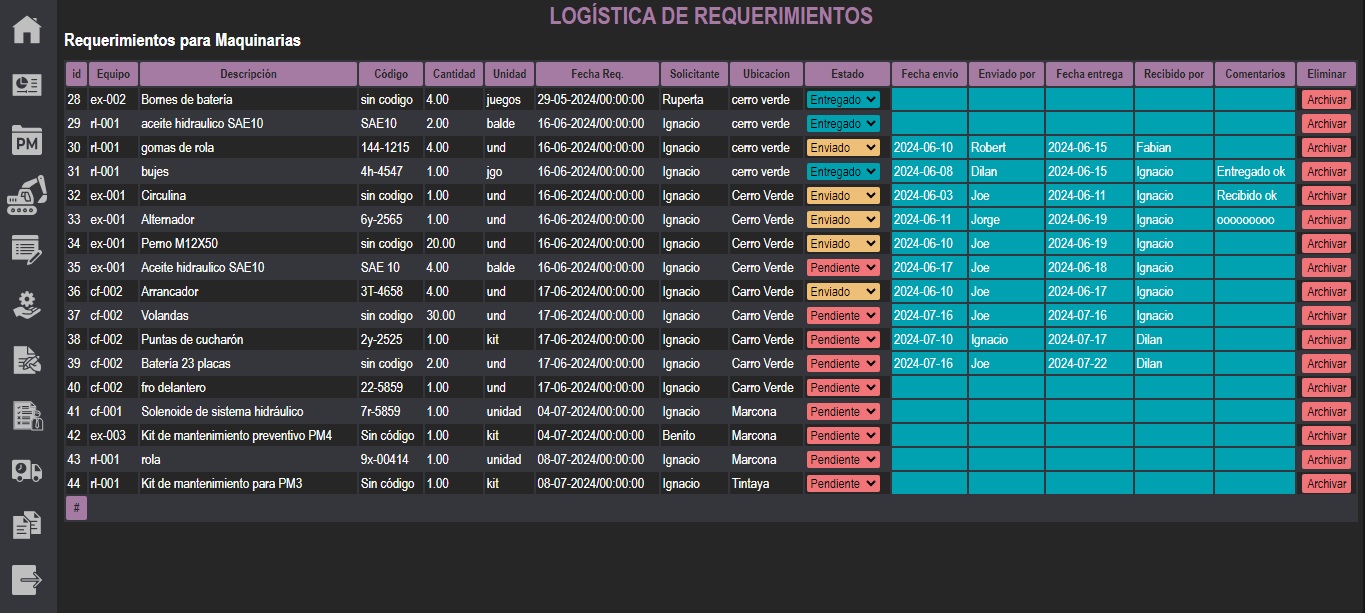 LOGÍSTICA DE REQUERIMIENTOS
Requerimientos para Maquinarias
id Equipo Descripción Código Cantidad Unidad Fecha Req. Solicitante Ubicacion Estado Fecha envio Enviado por Fecha entrega Recibido por Comentarios Eliminar
28 ex-002 Bornes de bateria sin codigo 4.00 juegos 29-05-2024/00:00:00 Ruperta cerro verde Entregado Archivar
29 rl-001 aceite hidraulico SAE10 SAE10 2.00 balde 16-06-2024/00:00:00 Ignacio cerro verde Entregado Archivar
PM
30 rl-001 gomas de rola 144-1215 4.00 und 16-06-2024/00:00:00 Ignacio cerro verde Enviado 2024-06-10 Robert 2024-06-15 Fabian Archivar
31 rl-001 bujes 4h-4547 1.00 jgo 16-06-2024/00:00:00 Ignacio cerro verde Entregado 2024-06-08 Dilan 2024-06-15 Ignacio Entregado ok Archivar
32 ex-001 Circulina sin codigo 1.00 und 16-06-2024/00:00:00 Ignacio Cerro Verde Enviado 2024-06-03 Joe 2024-06-11 Ignacio Recibido ok Archivar
33 ex-001 Alternador 6y-2565 1.00 und 16-06-2024/00:00:00 Ignacio Cerro Verde Enviado 2024-06-11 Jorge 2024-06-19 Ignacio ooooooooo Archivar
34 ex-001 Perno M12X50 sin codigo 20.00 und 16-06-2024/00:00:00 Ignacio Cerro Verde Enviado 2024-06-10 Joe 2024-06-19 Ignacio Archivar
35 ex-001 Aceite hidraulico SAE10 SAE 10 4.00 balde 16-06-2024/00:00:00 Ignacio Cerro Verde Pendiente 2024-06-17 Joe 2024-06-18 Ignacio Archivar
36 cf-002 Arrancador 3T-4658 4.00 und 17-06-2024/00:00:00 Ignacio Carro Verde Enviado 2024-06-10 Joe 2024-06-17 Ignacio Archivar
37 cf-002 Volandas sin codigo 30.00 und 17-06-2024/00:00:00 Ignacio Carro Verde Pendiente 2024-07-16 Joe 2024-07-16 Ignacio Archivar
38 cf-002 Puntas de cucharón 2y-2525 1.00 kit 17-06-2024/00:00:00 Ignacio Carro Verde Pendiente 2024-07-10 Ignacio 2024-07-17 Dilan Archivar
39 cf-002 Batería 23 placas sin codigo 2.00 und 17-06-2024/00:00:00 Ignacio Carro Verde Pendiente 2024-07-16 Joe 2024-07-22 Dilan Archivar
40 cf-002 fro delantero 22-5859 1.00 und 17-06-2024/00:00:00 Ignacio Carro Verde Pendiente Archivar
41 cf-001 Solenoide de sistema hidráulico 7r-5859 1.00 unidad 04-07-2024/00:00:00 Ignacio Marcona Pendiente Archivar
42 ex-003 Kit de mantenimiento preventivo PM4 Sin código 1.00 kit 04-07-2024/00:00:00 Benito Marcona Pendiente Archivar
43 rl-001 rola 9x-00414 1.00 unidad 08-07-2024/00:00:00 Ignacio Marcona Pendiente Archivar
44 rl-001 Kit de mantenimiento para PM3 Sin código 1.00 kit 08-07-2024/00:00:00 Ignacio Tintaya Pendiente Archivar
#